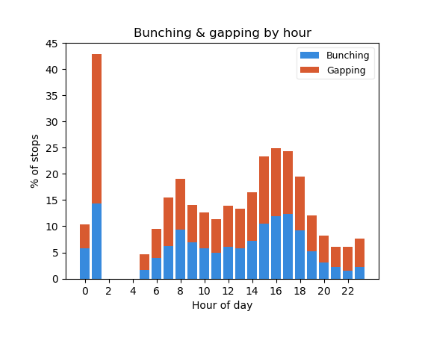 Bunching & gapping by hour
Bunching
Gapping
45
40
35
30
25
20
15
10
5
0
% of stops
0 2 4 6 8 10 12 14 16 18 20 22
Hour of day